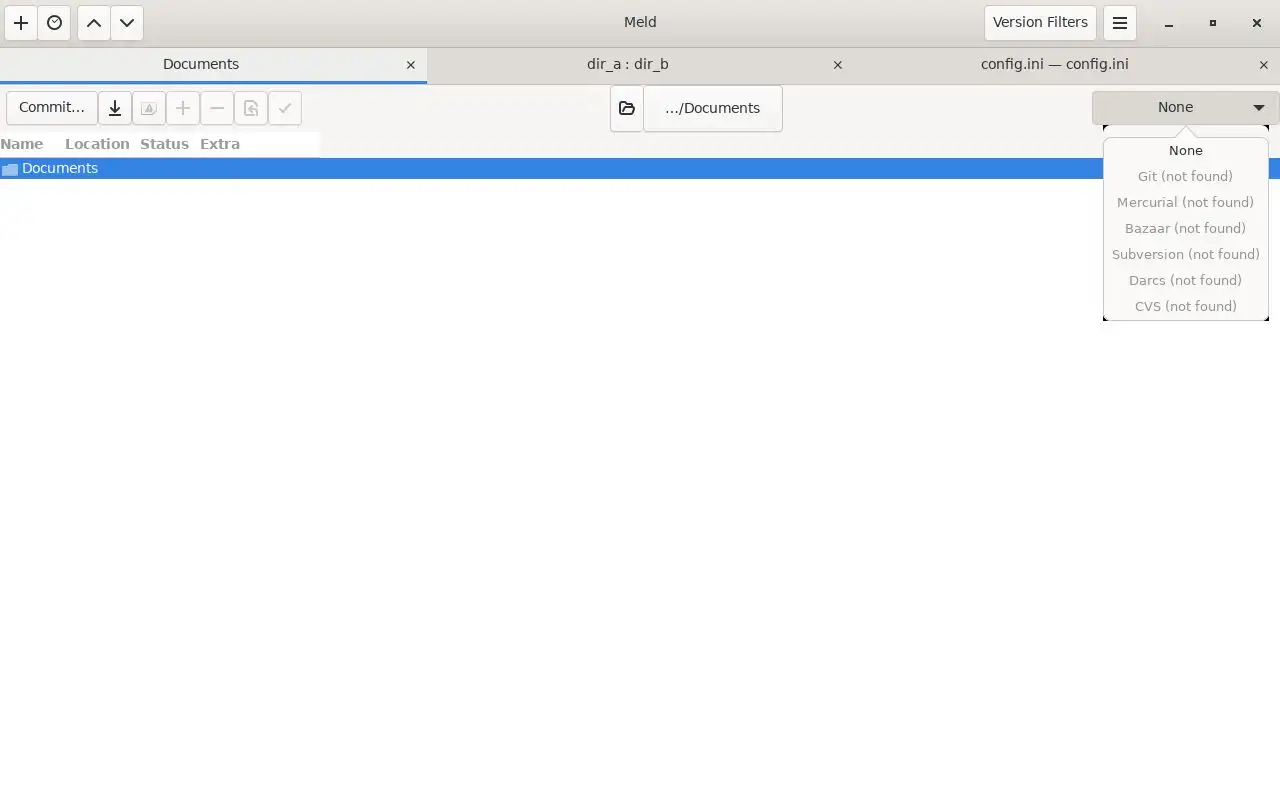 Meld
Version Filters
Documents
dir_a : dir_b
config.ini — config.ini
Commit...
.../Documents
None
Name Location Status Extra
Documents
None
Git (not found)
Mercurial (not found)
Bazaar (not found)
Subversion (not found)
Darcs (not found)
CVS (not found)